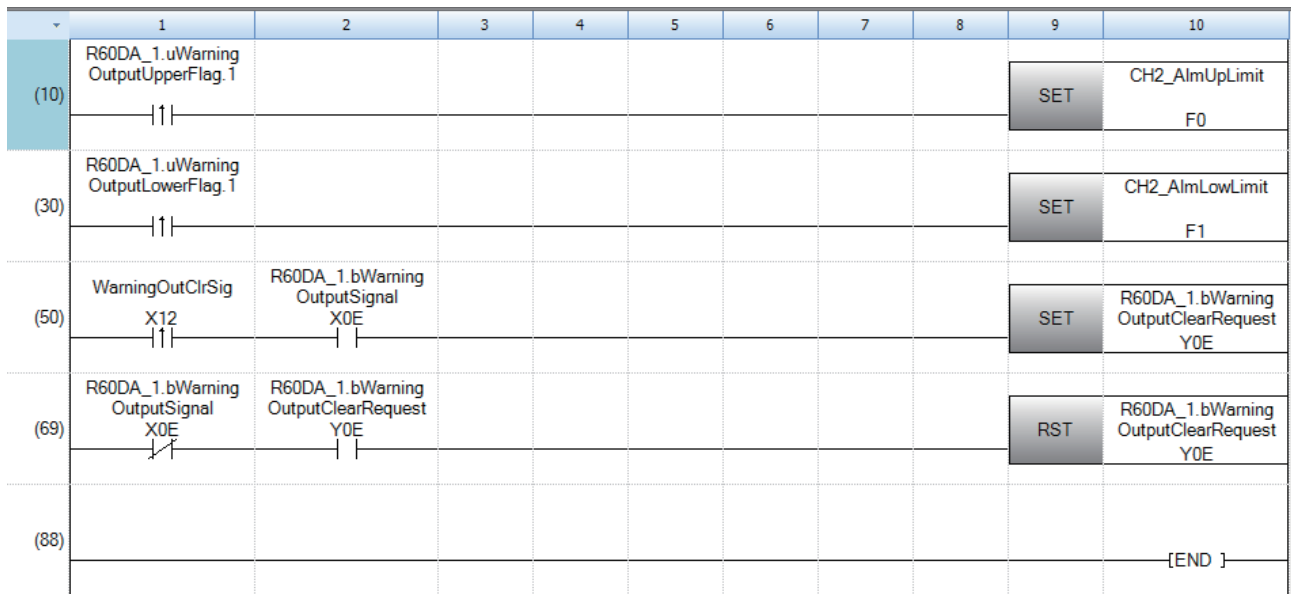 1 2 3 4 5 6 7 8 9 10
R60DA_1.uWarning
OutputUpperFlag.1
(10)
SET
CH2_AlmUpLimit
F0
R60DA_1.uWarning
OutputLowerFlag.1
(30)
SET
CH2_AlmLowLimit
F1
WarningOutClrSig
X12
R60DA_1.bWarning
OutputSignal
X0E
(50)
SET
R60DA_1.bWarning
OutputClearRequest
Y0E
R60DA_1.bWarning
OutputSignal
X0E
R60DA_1.bWarning
OutputClearRequest
Y0E
(69)
RST
R60DA_1.bWarning
OutputClearRequest
Y0E
(88)
[END ]